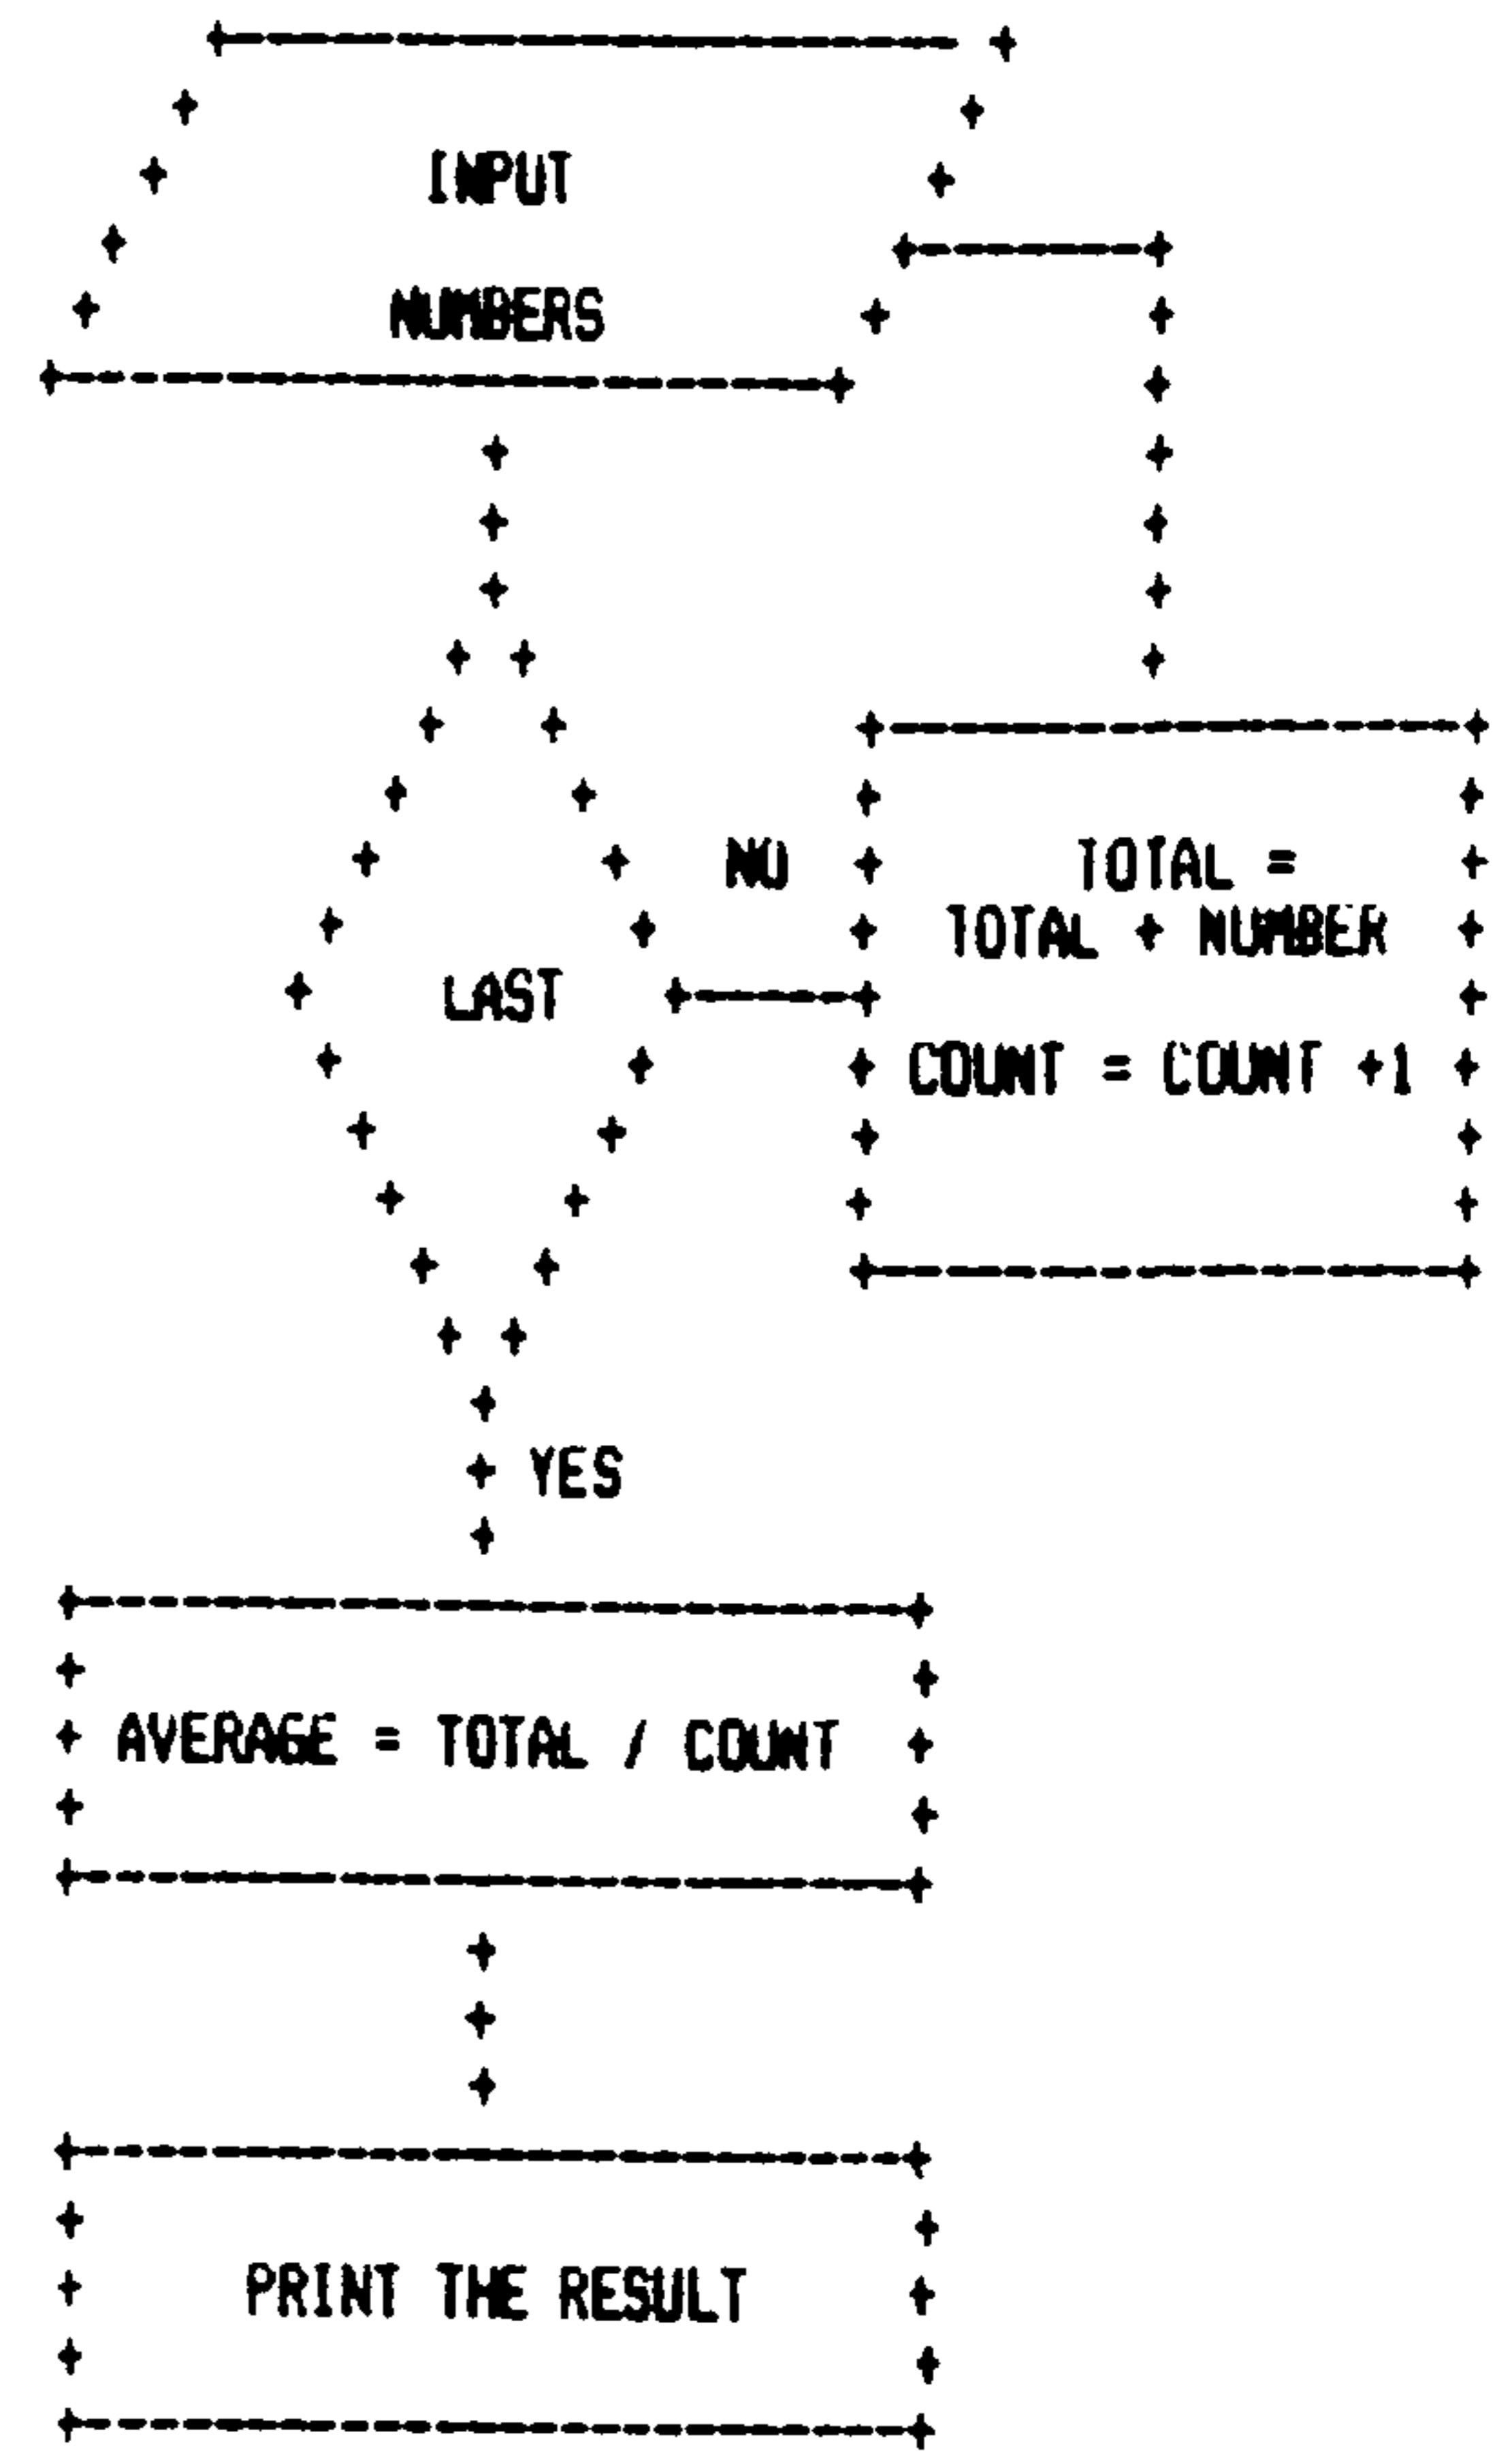 INPUT
NUMBERS
NO
TOTAL =
TOTAL + NUMBER
LAST
COUNT = COUNT +1
YES
AVERAGE = TOTAL / COUNT
PRINT THE RESULT